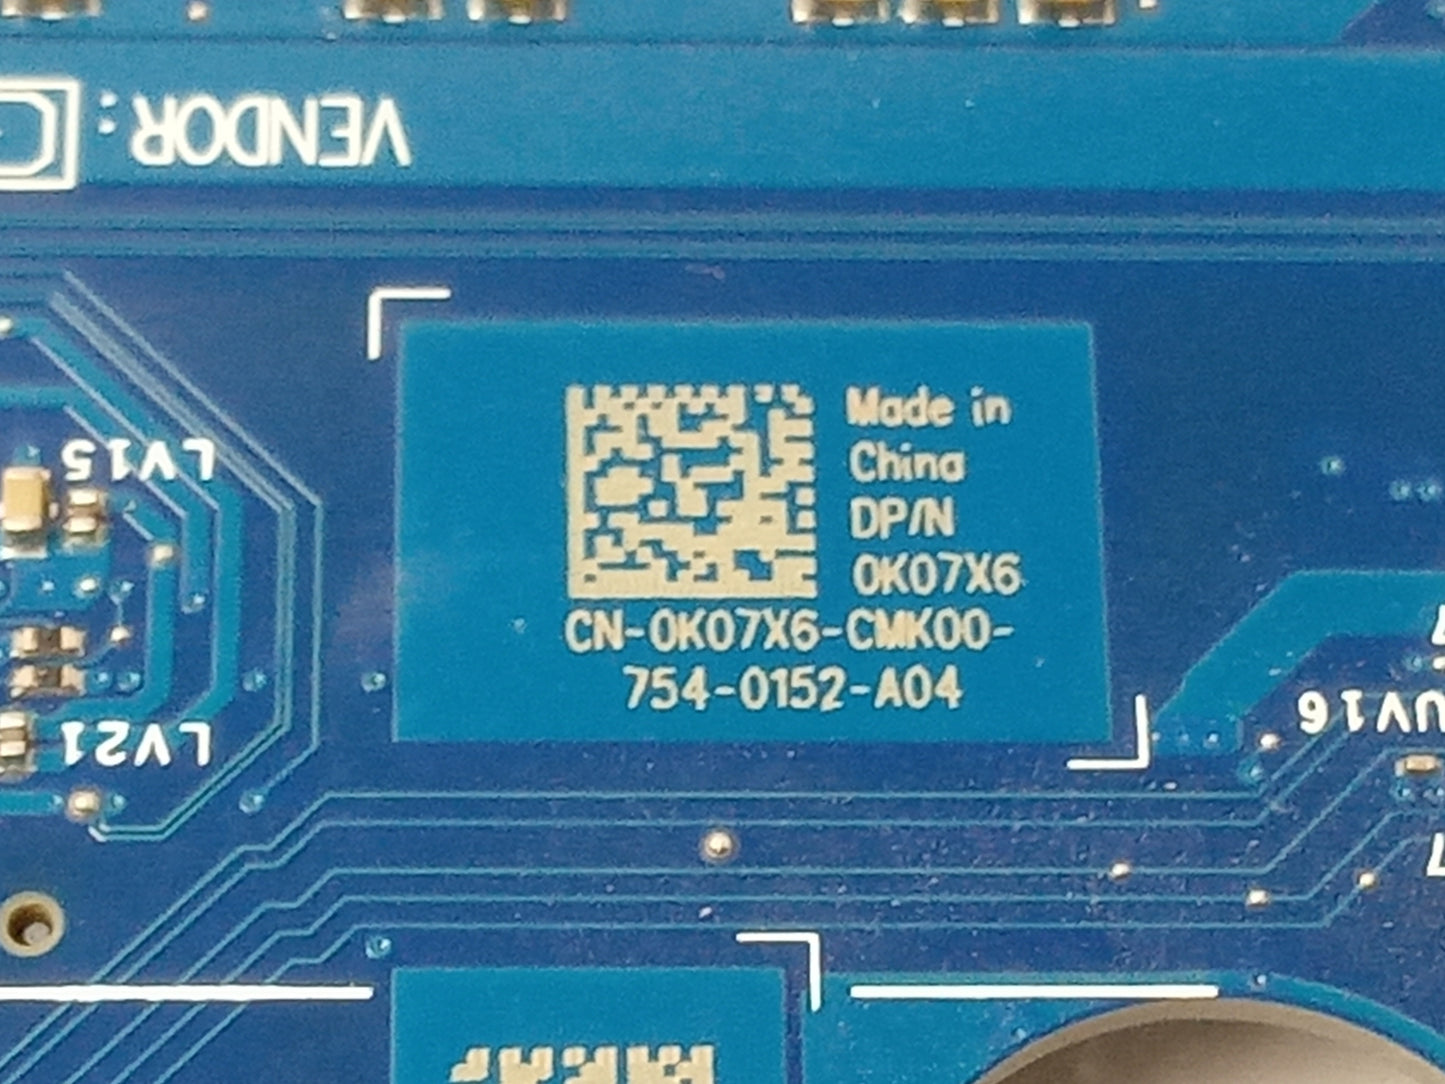 VENDOR:
Made in
China
DP/N
0K07X6
CN-0K07X6-CMK00-
754-0152-A04
LV15
LV21
UV16